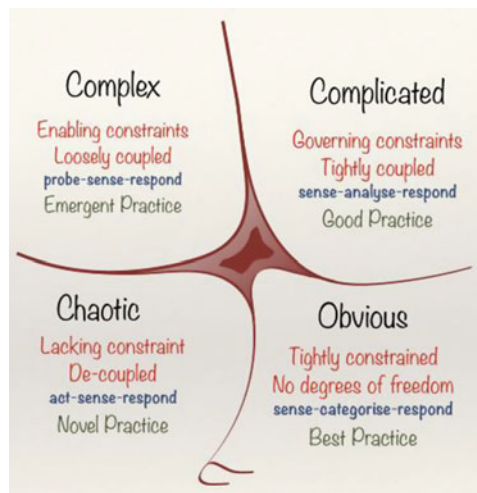 Complex
Enabling constraints
Loosely coupled
probe-sense-respond
Emergent Practice
Complicated
Governing constraints
Tightly coupled
sense-analyse-respond
Good Practice
Chaotic
Lacking constraint
De-coupled
act-sense-respond
Novel Practice
Obvious
Tightly constrained
No degrees of freedom
sense-categorise-respond
Best Practice